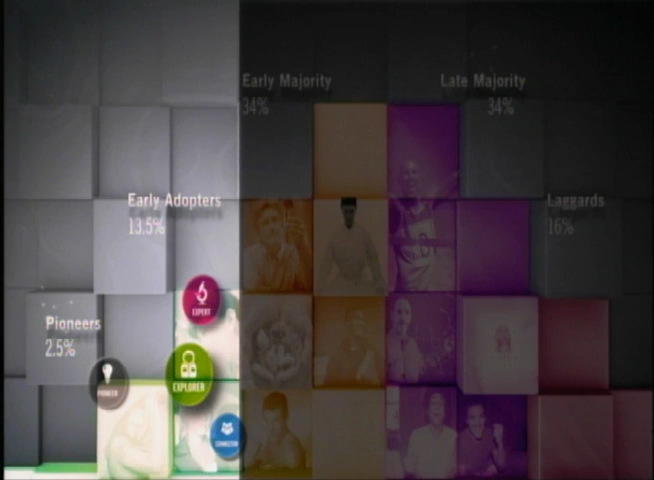 Early Majority
34%
Late Majority
34%
Early Adopters
13.5%
Laggards
16%
Pioneers
2.5%
EXPERT
EXPLORER
PIONEER
CONNECTOR